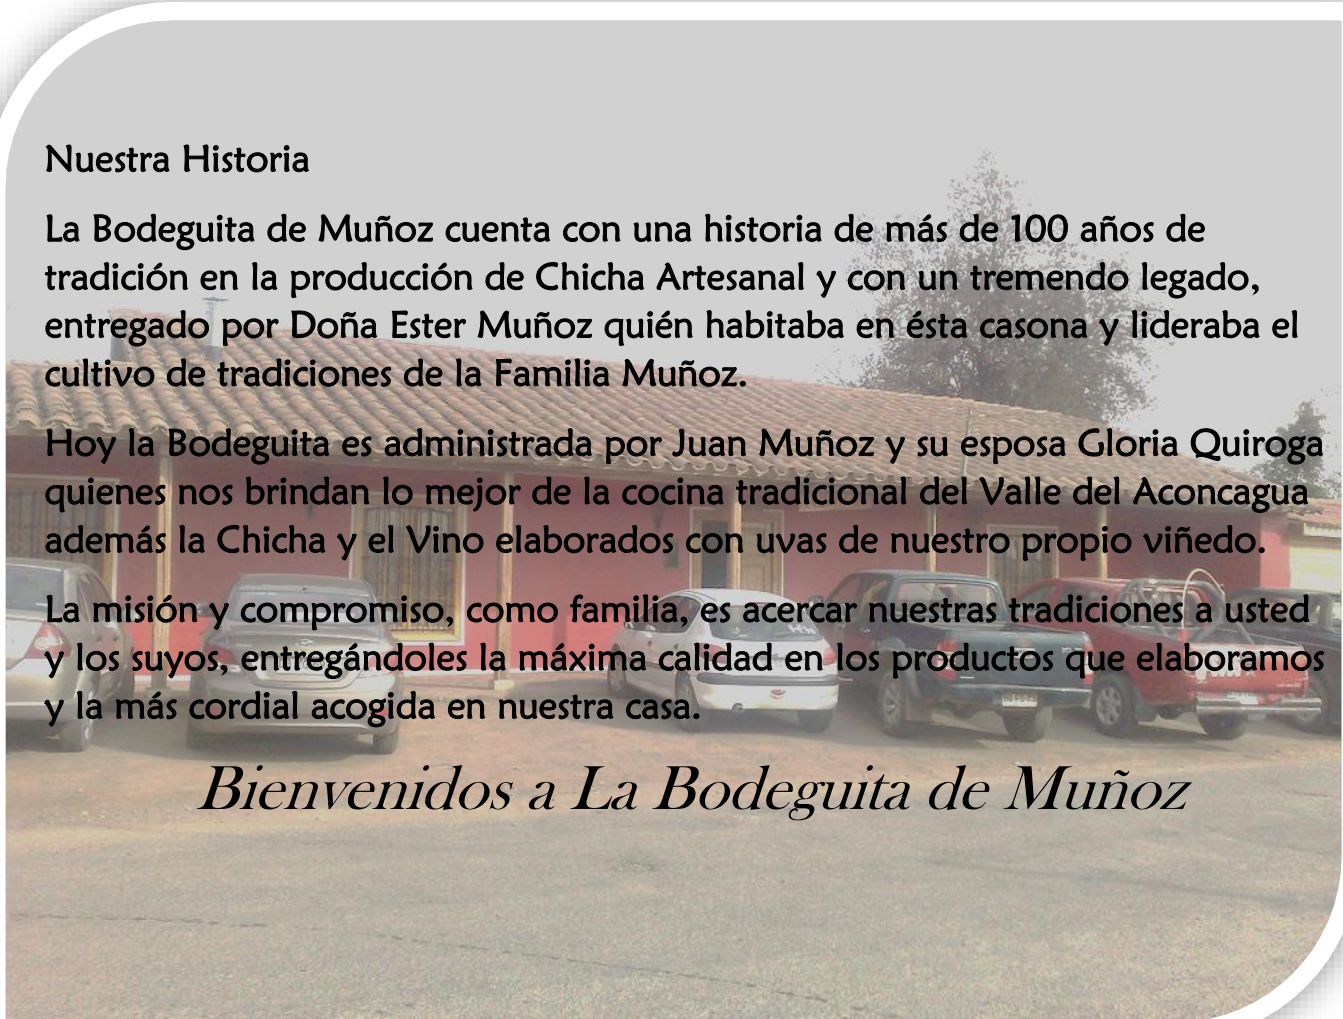 Nuestra Historia
La Bodeguita de Muñoz cuenta con una historia de más de 100 años de
tradición en la producción de Chicha Artesanal y con un tremendo legado,
entregado por Doña Ester Muñoz quién habitaba en ésta casona y lideraba el
cultivo de tradiciones de la Familia Muñoz.
Hoy la Bodeguita es administrada por Juan Muñoz y su esposa Gloria Quiroga
quienes nos brindan lo mejor de la cocina tradicional del Valle del Aconcagua
además la Chicha y el Vino elaborados con uvas de nuestro propio viñedo.
La misión y compromiso, como familia, es acercar nuestras tradiciones a usted
y los suyos, entregándoles la máxima calidad en los productos que elaboramos
y la más cordial acogida en nuestra casa.
Bienvenidos a La Bodeguita de Muñoz